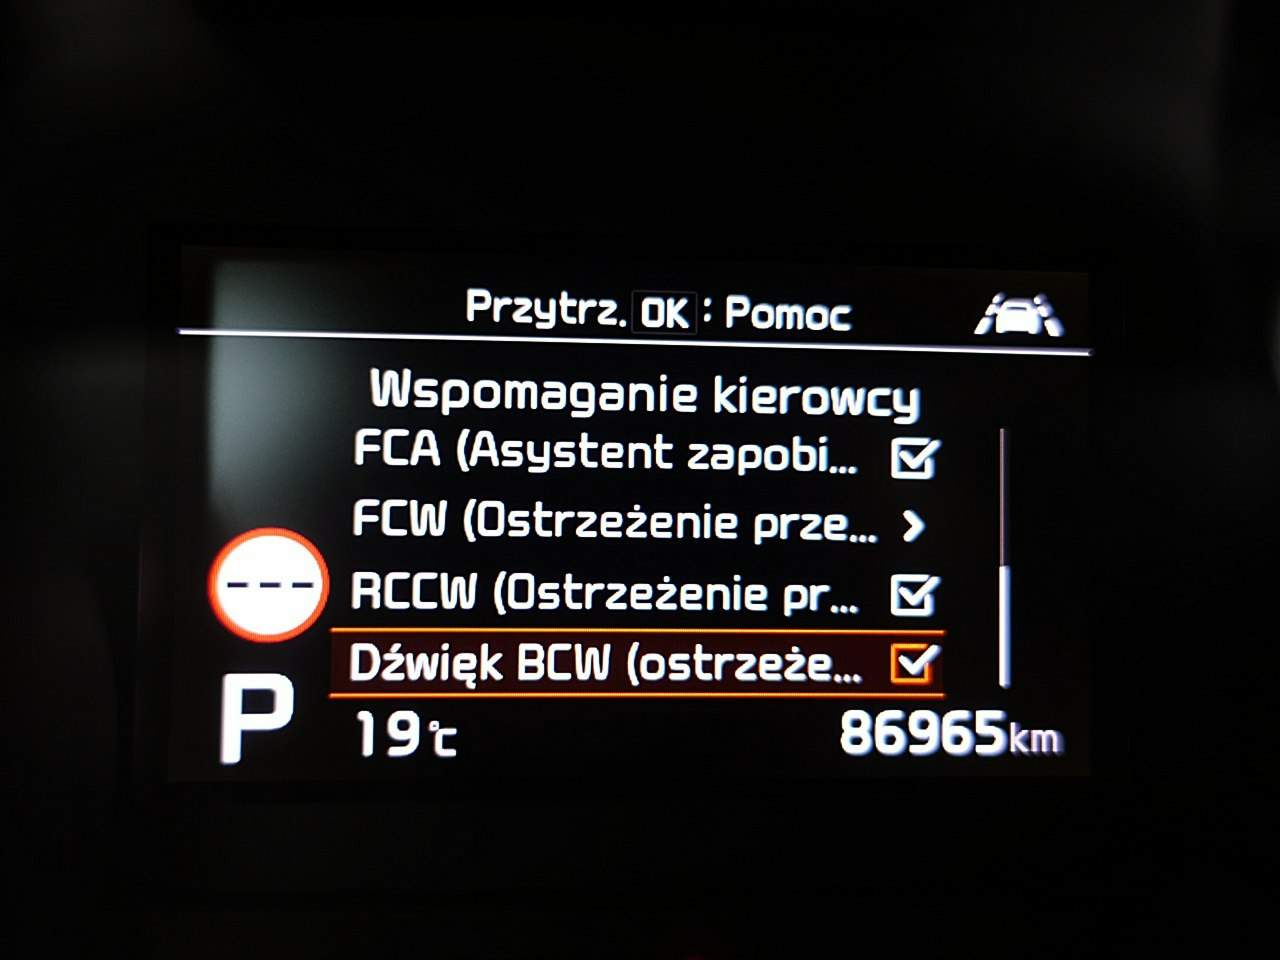 Przytrz. OK : Pomoc
Wspomaganie kierowcy
FCA (Asystent zapobi...
FCW (Ostrzeżenie prze...
RCCW (Ostrzeżenie pr...
Dźwięk BCW (ostrzeże...
---
P
19°C
86965km